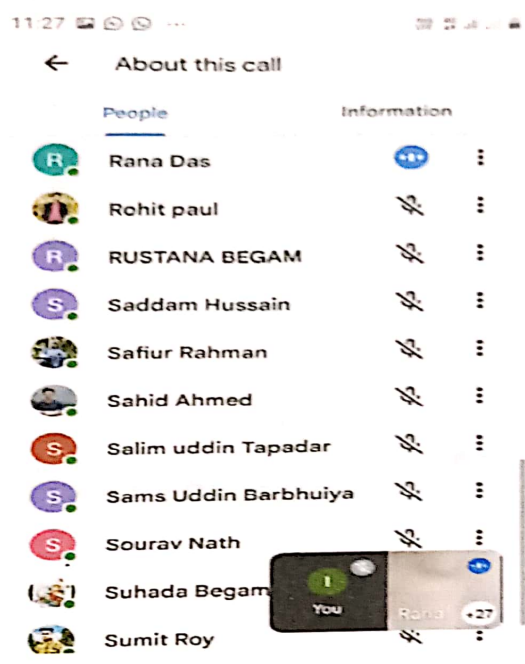 11:27
← About this call
People Information
R Rana Das
Rohit paul
R RUSTANA BEGAM
S Saddam Hussain
Safiur Rahman
Sahid Ahmed
S Salim uddin Tapadar
S Sams Uddin Barbhuiya
S Sourav Nath
Suhada Begam
I
You Rana +27
Sumit Roy